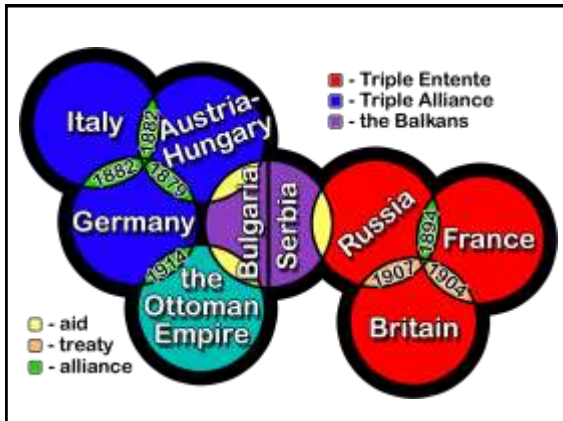 Italy
Austria-
Hungary
1882
1882
1879
Germany
1914
the
Ottoman
Empire
Bulgaria
Serbia
Russia
1894
France
1907
1904
Britain
- Triple Entente
- Triple Alliance
- the Balkans
- aid
- treaty
- alliance